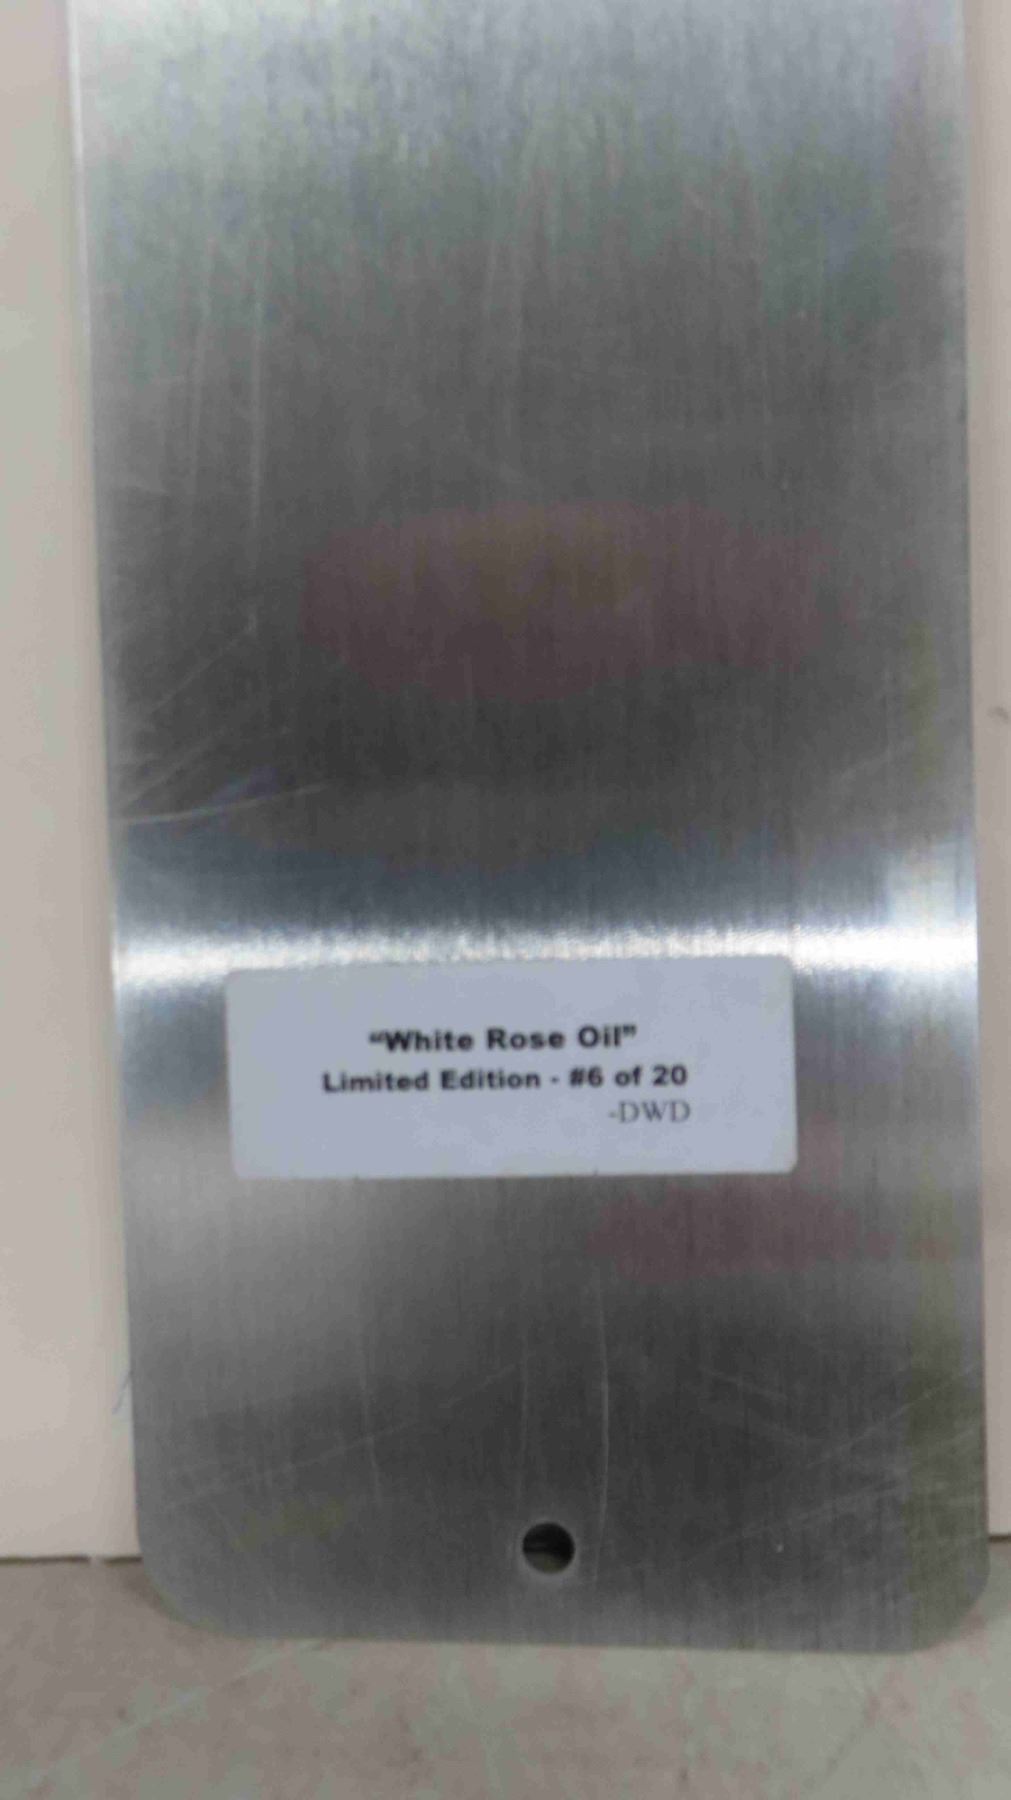 “White Rose Oil”
Limited Edition - #6 of 20
-DWD